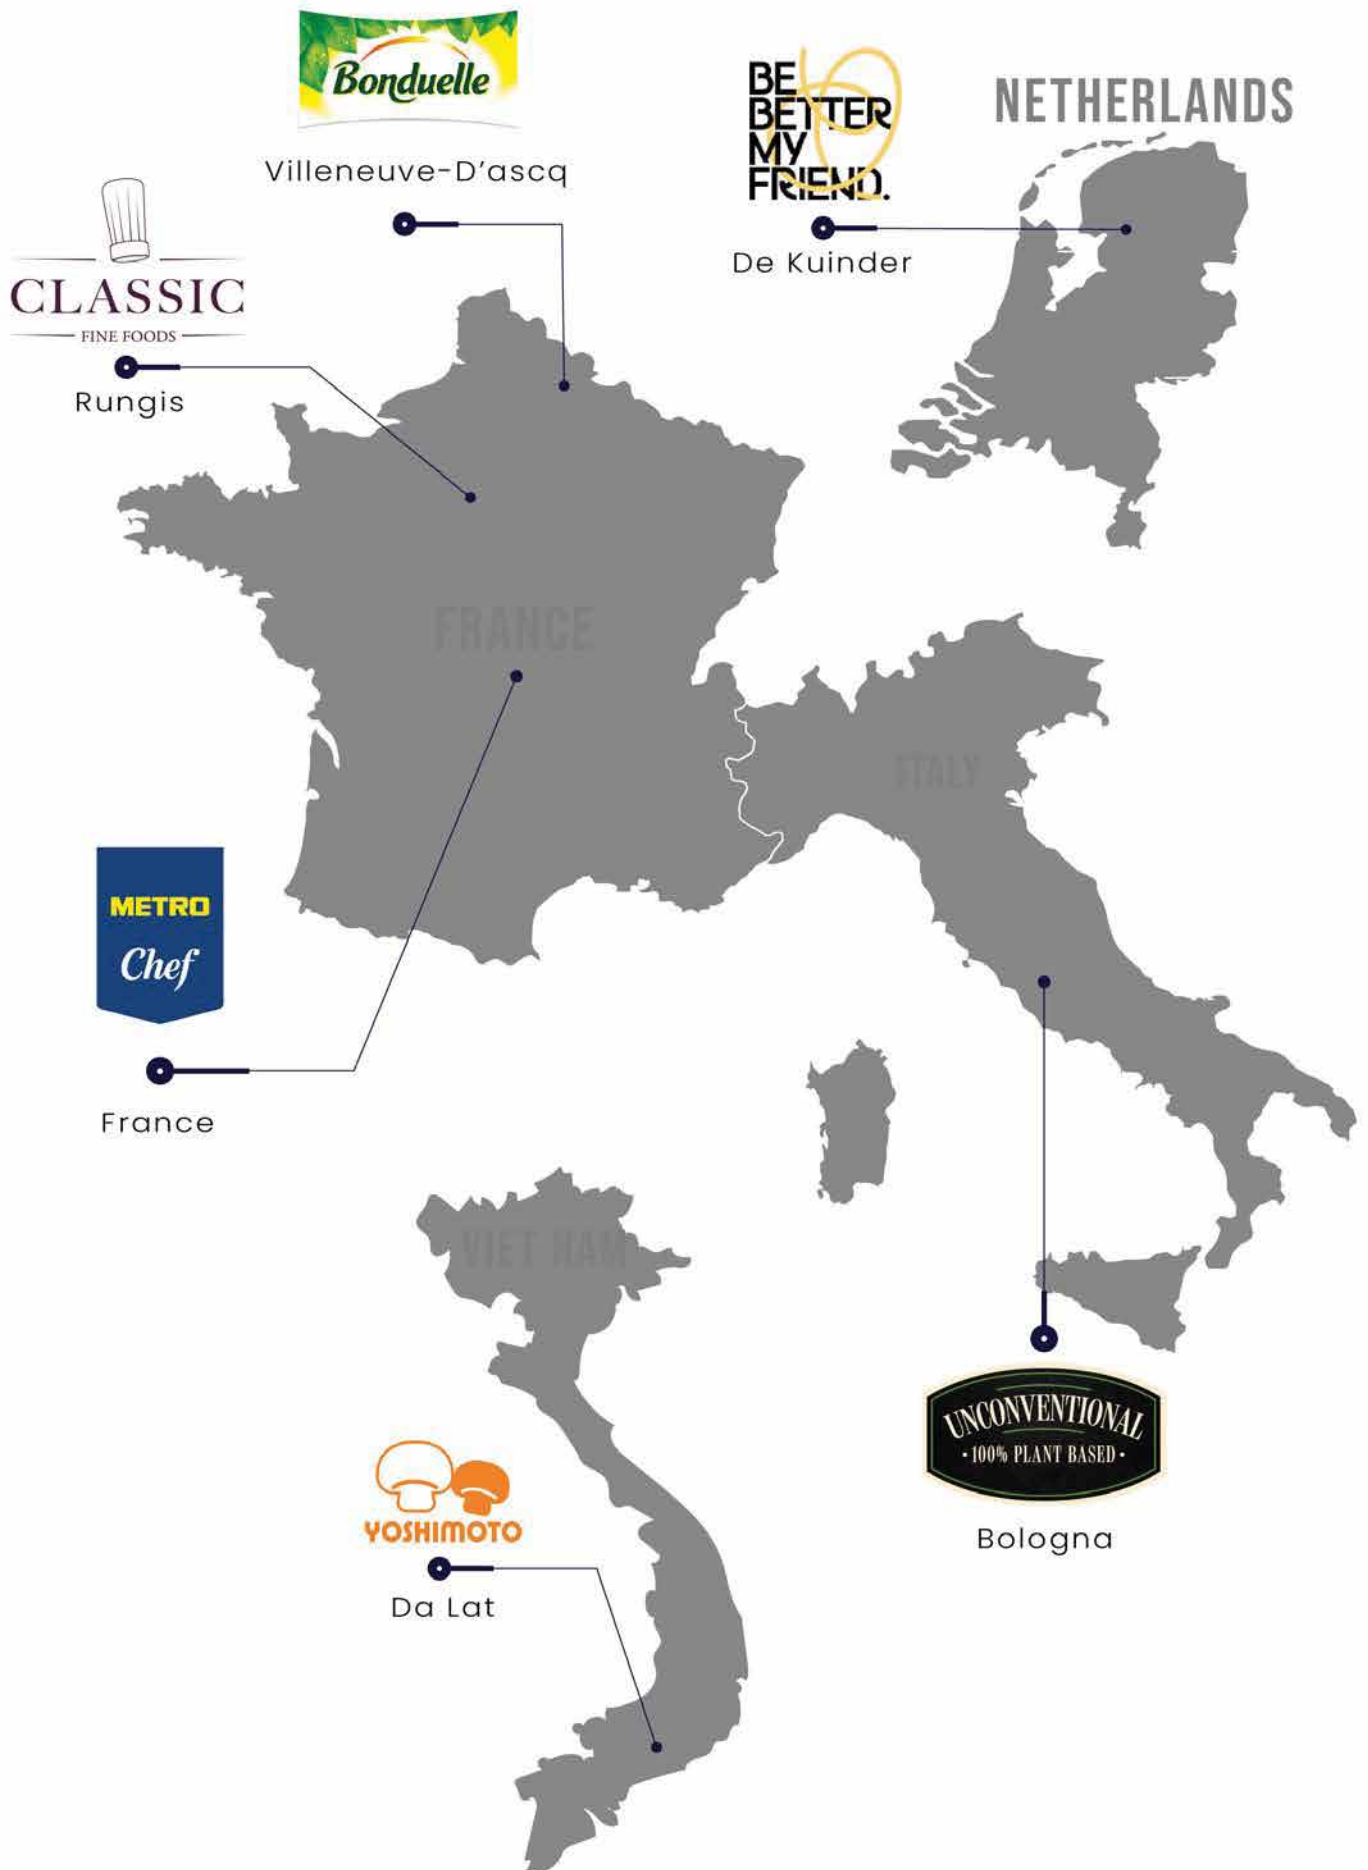 Bonduelle
Villeneuve-D'ascq
BE
BETTER
MY
FRIEND.
De Kuinder
NETHERLANDS
CLASSIC
FINE FOODS
Rungis
FRANCE
ITALY
METRO
Chef
France
VIET NAM
UNCONVENTIONAL
• 100% PLANT BASED •
Bologna
YOSHIMOTO
Da Lat